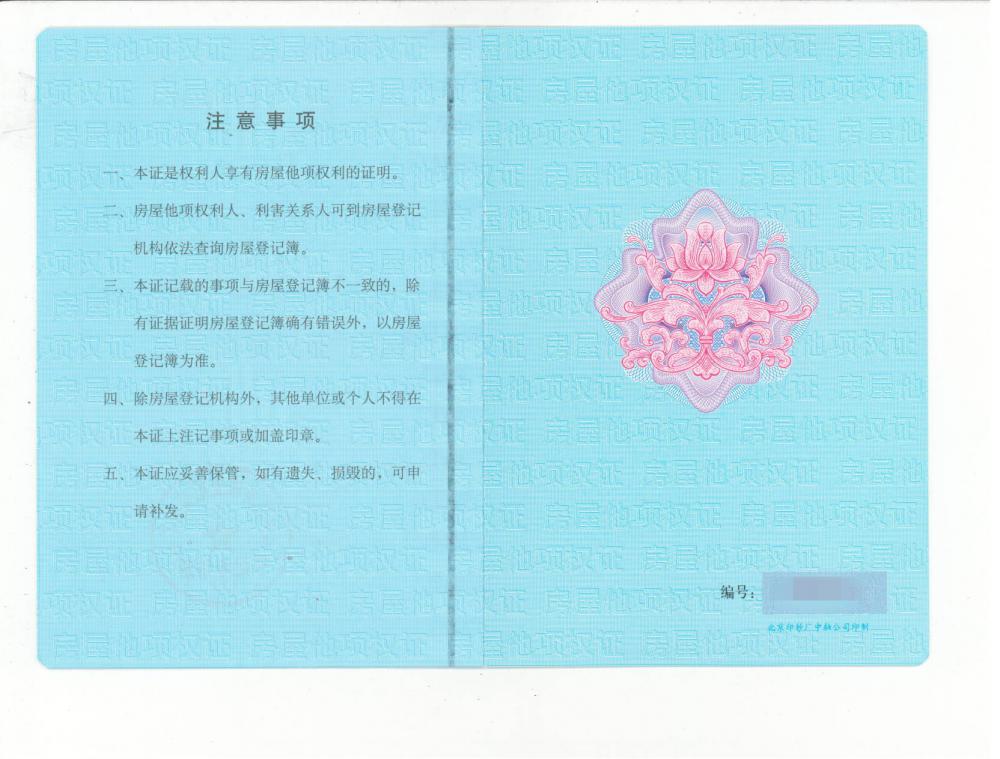 注意事项
一、本证是权利人享有房屋他项权利的证明。
二、房屋他项权利人、利害关系人可到房屋登记
机构依法查询房屋登记簿。
三、本证记载的事项与房屋登记簿不一致的，除
有证据证明房屋登记簿确有错误外，以房屋
登记簿为准。
四、除房屋登记机构外，其他单位或个人不得在
本证上注记事项或加盖印章。
五、本证应妥善保管，如有遗失、损毁的，可申
请补发。
编号：
北京印钞厂中融公司印制